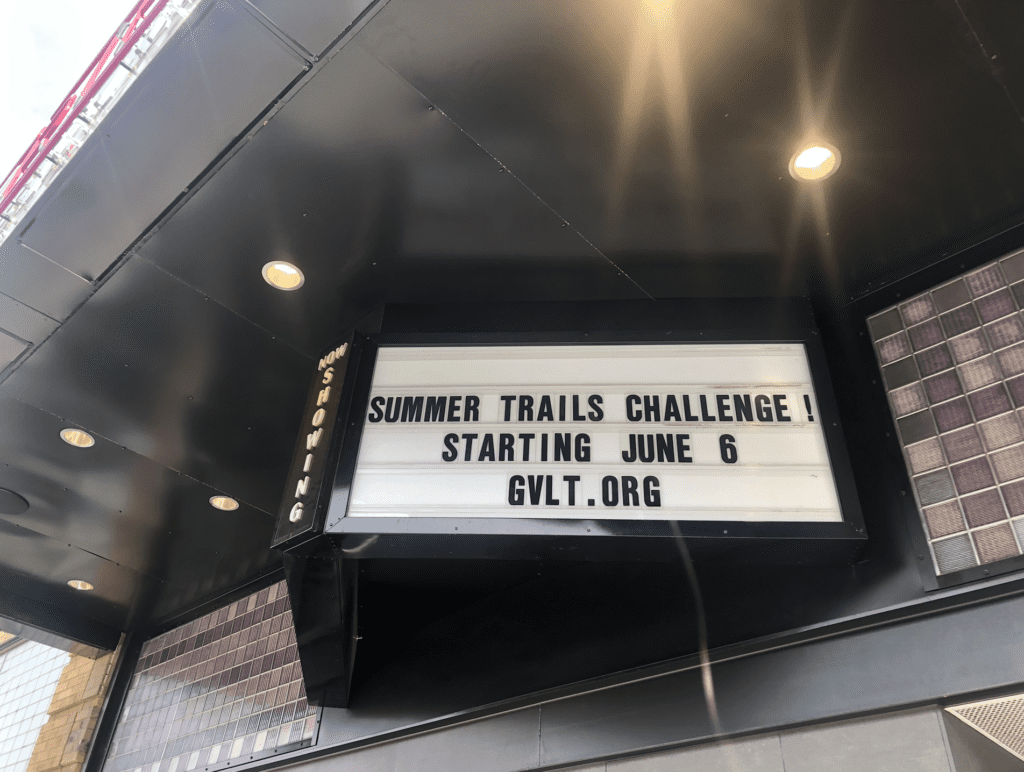 NOW SHOWING
SUMMER TRAILS CHALLENGE!
STARTING JUNE 6
GVLT.ORG